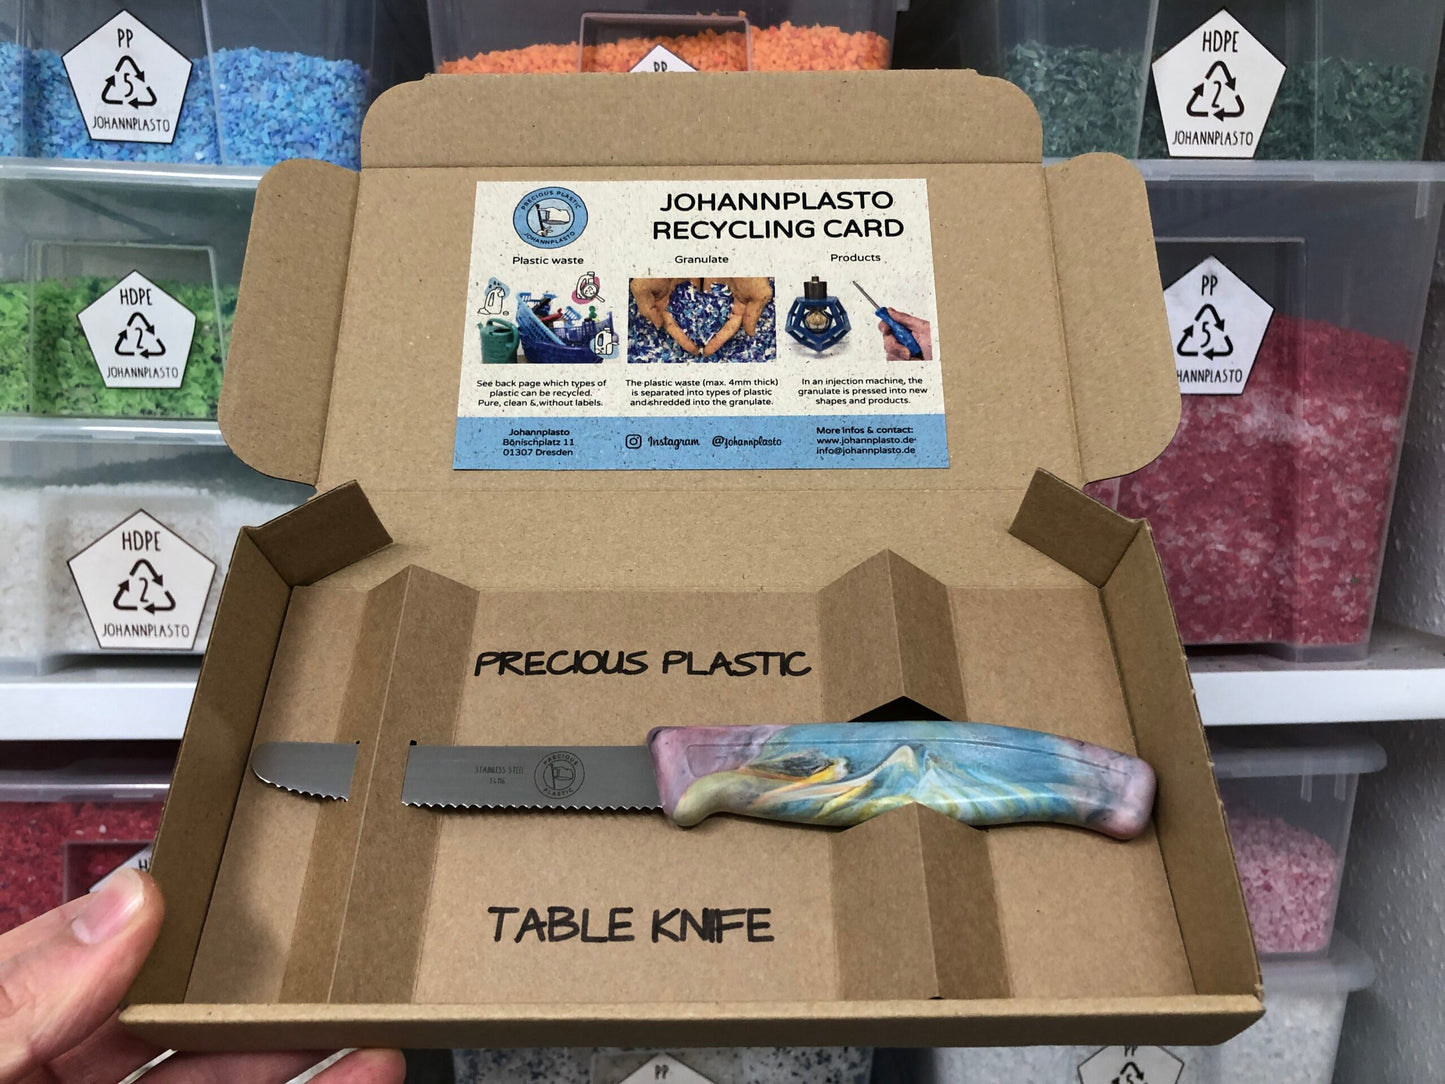 PP
5
JOHANNPLASTO
PP
HDPE
2
JOHANNPLASTO
PRECIOUS PLASTIC
JOHANNPLASTO
JOHANNPLASTO
RECYCLING CARD
Plastic waste
Granulate
Products
See back page which types of
plastic can be recycled.
Pure, clean & without labels.
The plastic waste (max. 4mm thick)
is separated into types of plastic
and shredded into the granulate.
In an injection machine, the
granulate is pressed into new
shapes and products.
Johannplasto
Bönischplatz 11
01307 Dresden
Instagram @johannplasto
More infos & contact:
www.johannplasto.de
info@johannplasto.de
HDPE
2
JOHANNPLASTO
PP
5
HANNPLASTO
HDPE
2
JOHANNPLASTO
PRECIOUS PLASTIC
STAINLESS STEEL
PRECIOUS
PLASTIC
TABLE KNIFE
PP
PP